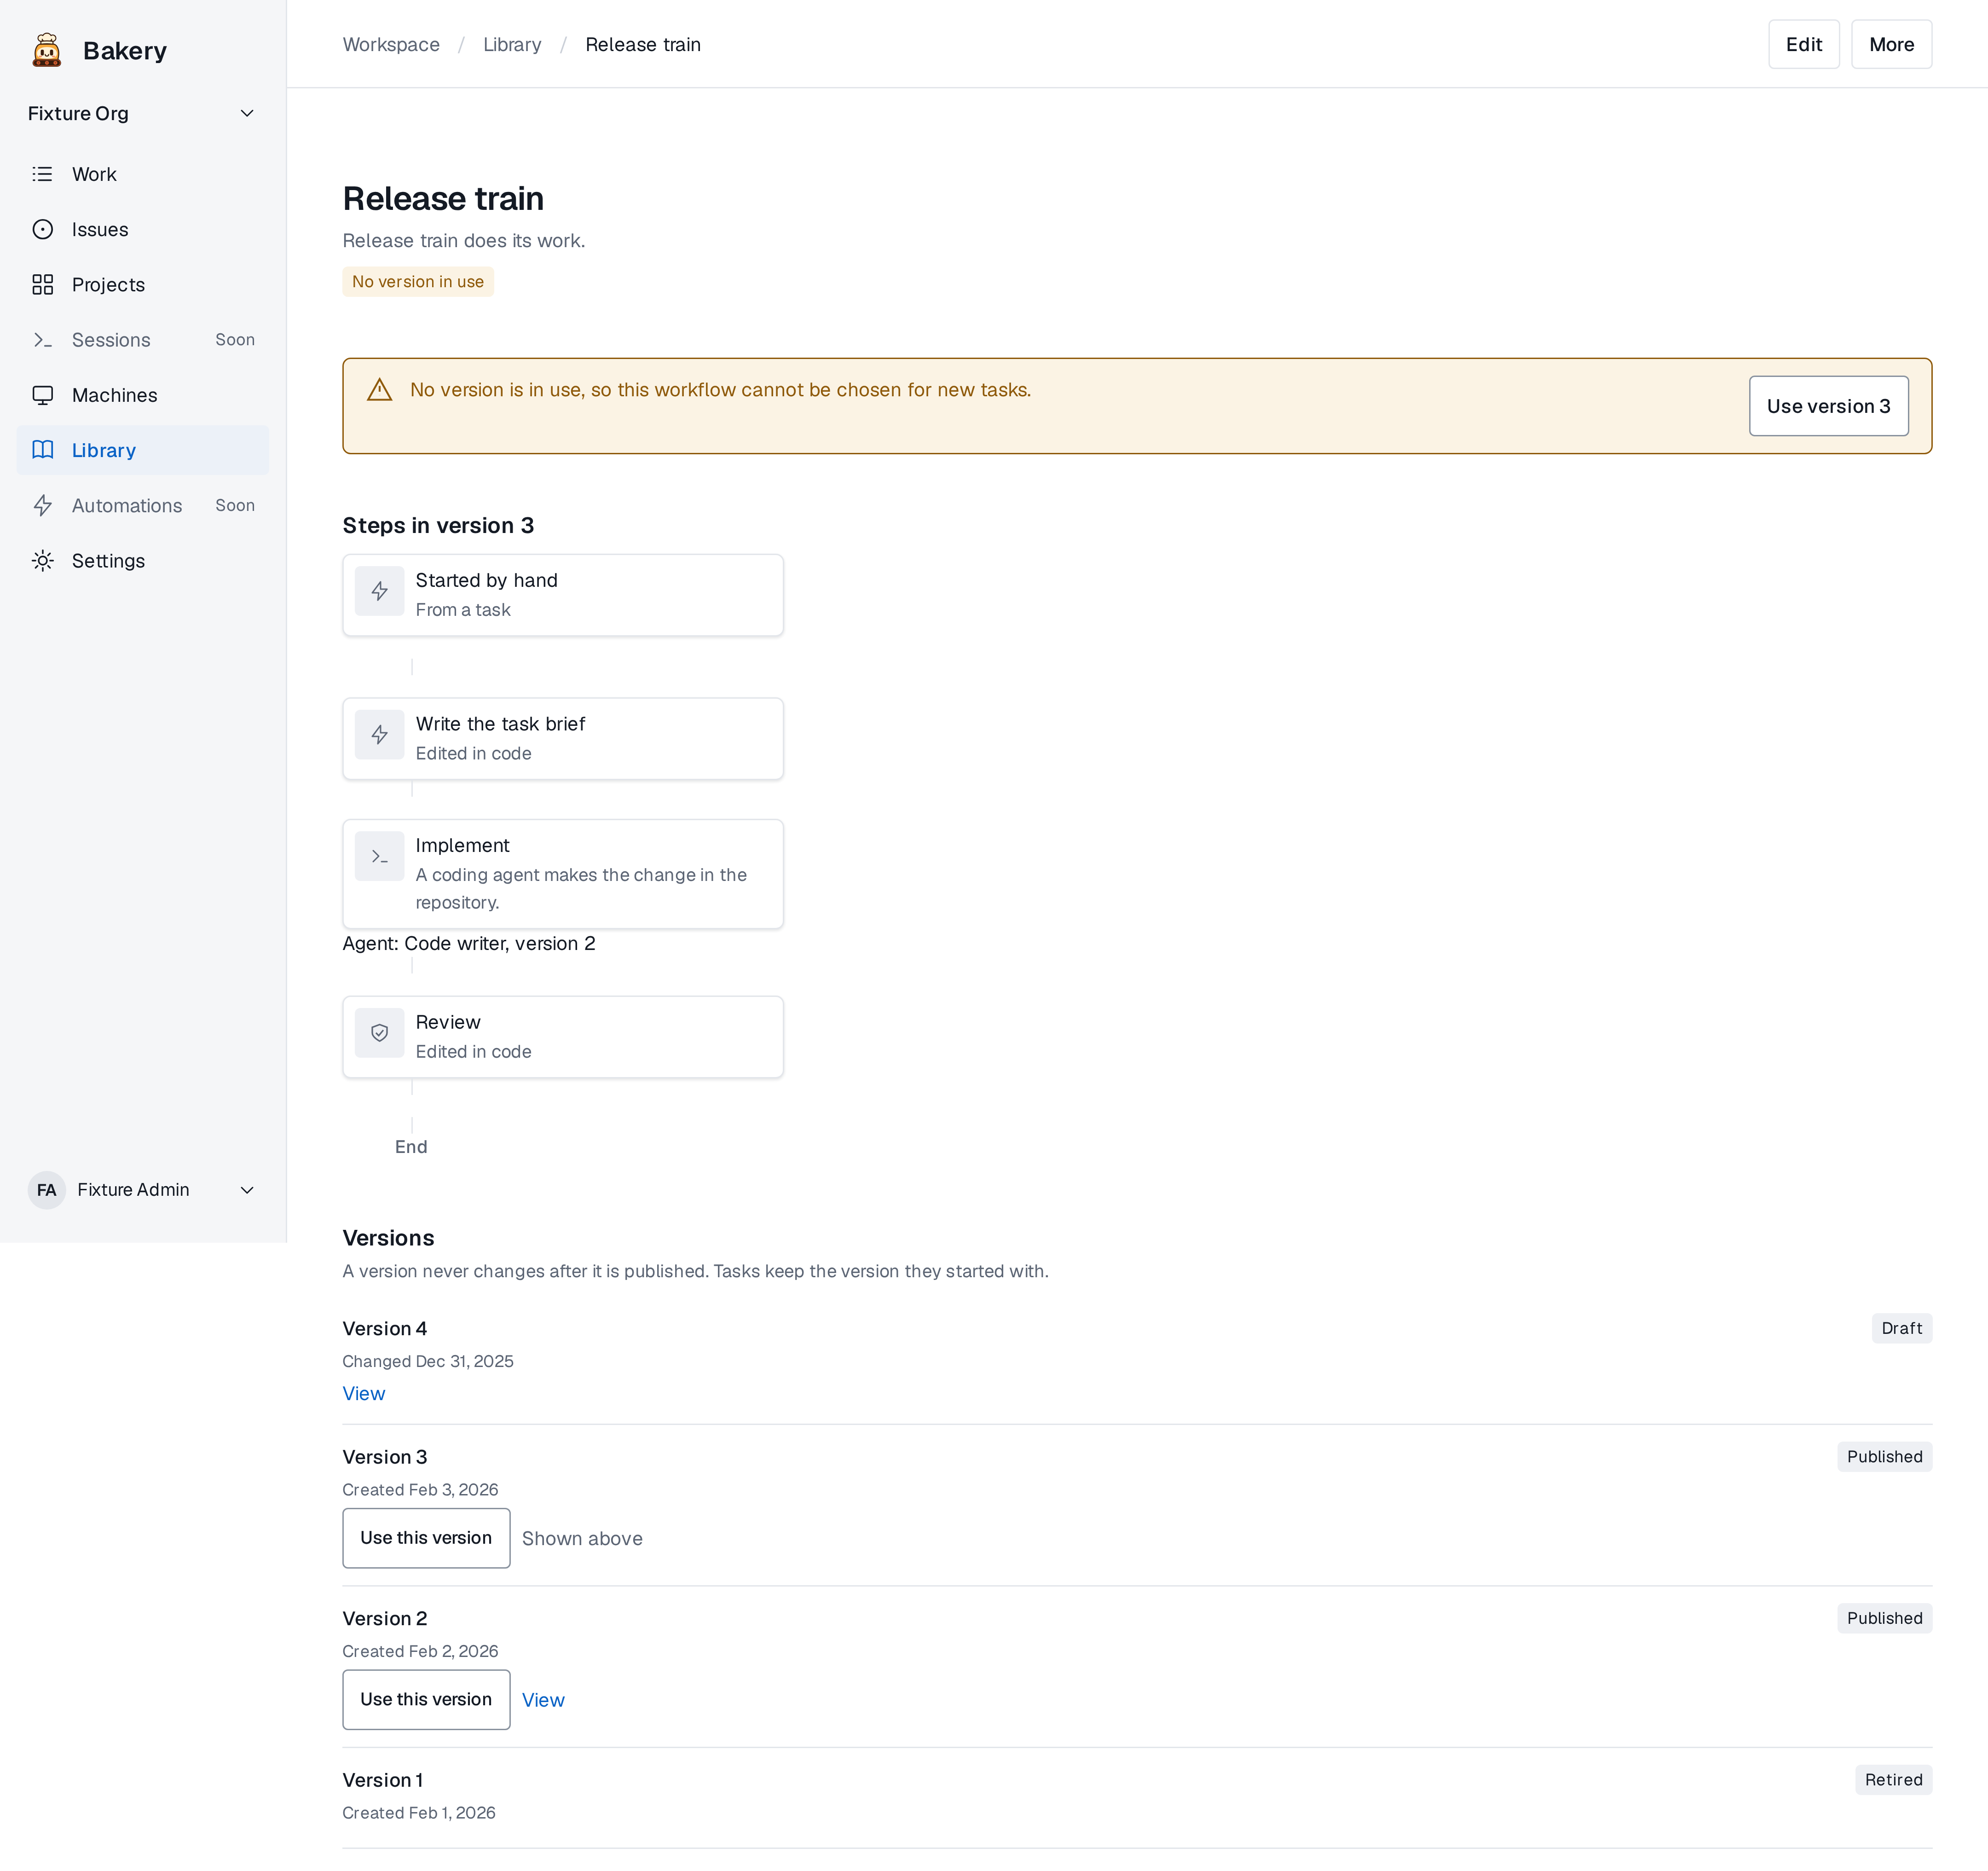 Bakery
Fixture Org
Work
Issues
Projects
Sessions Soon
Machines
Library
Automations Soon
Settings
FA Fixture Admin
Workspace / Library / Release train
Edit More
Release train
Release train does its work.
No version in use
No version is in use, so this workflow cannot be chosen for new tasks.
Use version 3
Steps in version 3
Started by hand
From a task
Write the task brief
Edited in code
Implement
A coding agent makes the change in the
repository.
Agent: Code writer, version 2
Review
Edited in code
End
Versions
A version never changes after it is published. Tasks keep the version they started with.
Version 4 Draft
Changed Dec 31, 2025
View
Version 3 Published
Created Feb 3, 2026
Use this version Shown above
Version 2 Published
Created Feb 2, 2026
Use this version View
Version 1 Retired
Created Feb 1, 2026